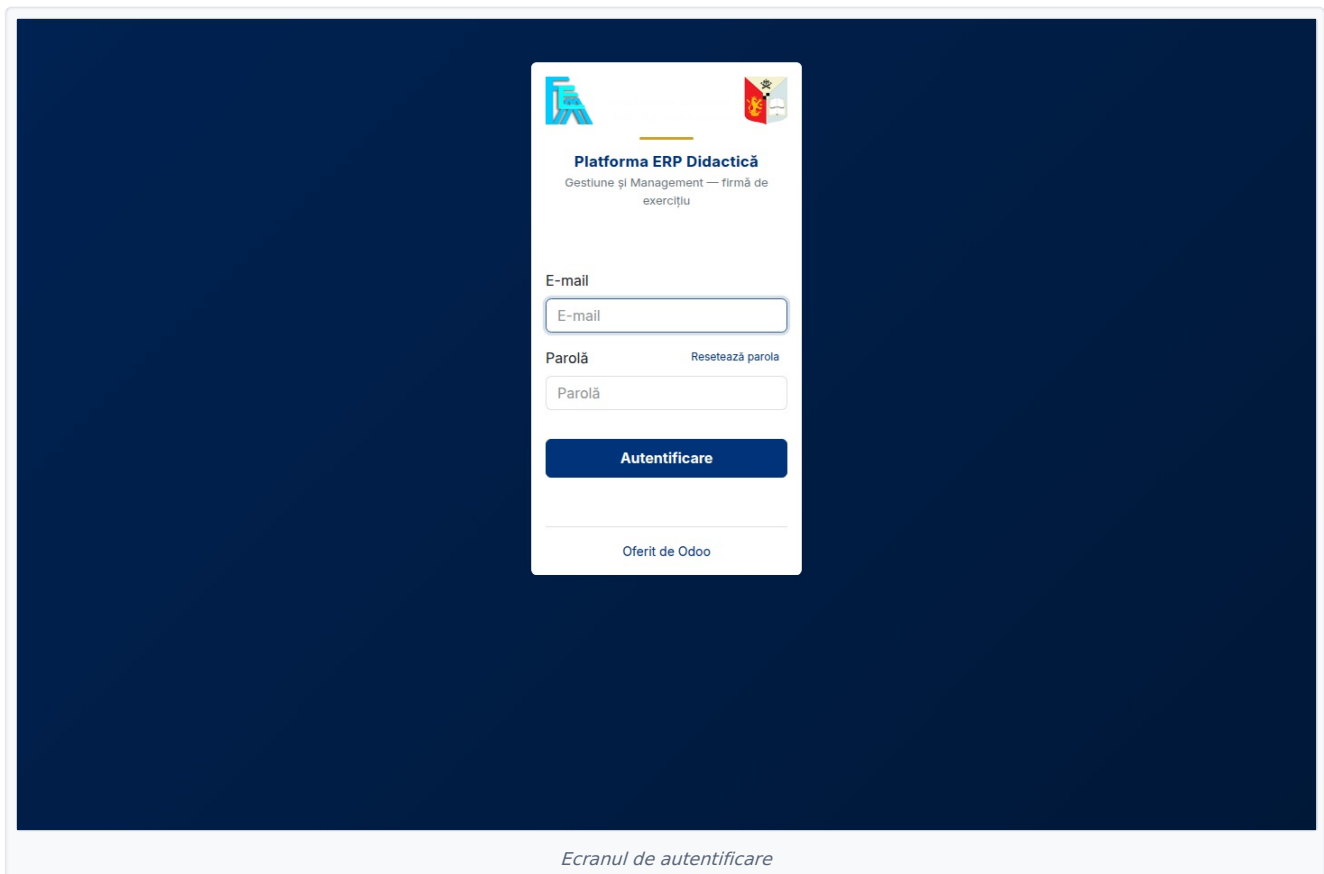 Platforma ERP Didactică
Gestiune și Management — firmă de
exercițiu
E-mail
E-mail
Parolă
Resetează parola
Parolă
Autentificare
Oferit de Odoo
Ecranul de autentificare